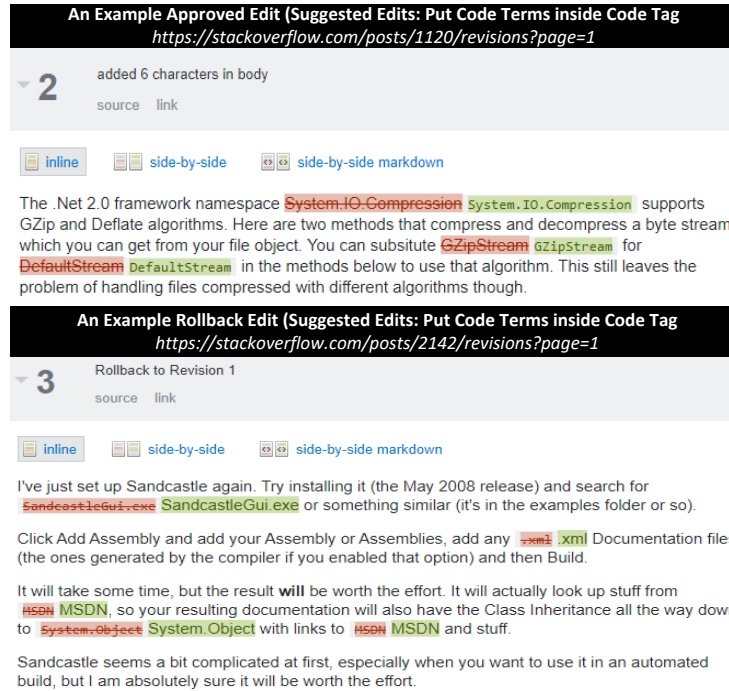 An Example Approved Edit (Suggested Edits: Put Code Terms inside Code Tag
https://stackoverflow.com/posts/1120/revisions?page=1
2
added 6 characters in body
source link
inline side-by-side side-by-side markdown
The .Net 2.0 framework namespace System.IO.Compression System.IO.Compression supports
GZip and Deflate algorithms. Here are two methods that compress and decompress a byte stream
which you can get from your file object. You can subsitute GZipStream GZipStream for
DefaultStream DefaultStream in the methods below to use that algorithm. This still leaves the
problem of handling files compressed with different algorithms though.
An Example Rollback Edit (Suggested Edits: Put Code Terms inside Code Tag
https://stackoverflow.com/posts/2142/revisions?page=1
3
Rollback to Revision 1
source link
inline side-by-side side-by-side markdown
I've just set up Sandcastle again. Try installing it (the May 2008 release) and search for
SandcastleGui.exe SandcastleGui.exe or something similar (it's in the examples folder or so).
Click Add Assembly and add your Assembly or Assemblies, add any .xml .xml Documentation files
(the ones generated by the compiler if you enabled that option) and then Build.
It will take some time, but the result will be worth the effort. It will actually look up stuff from
MSDN MSDN, so your resulting documentation will also have the Class Inheritance all the way dow
to System.Object System.Object with links to MSDN MSDN and stuff.
Sandcastle seems a bit complicated at first, especially when you want to use it in an automated
build, but I am absolutely sure it will be worth the effort.